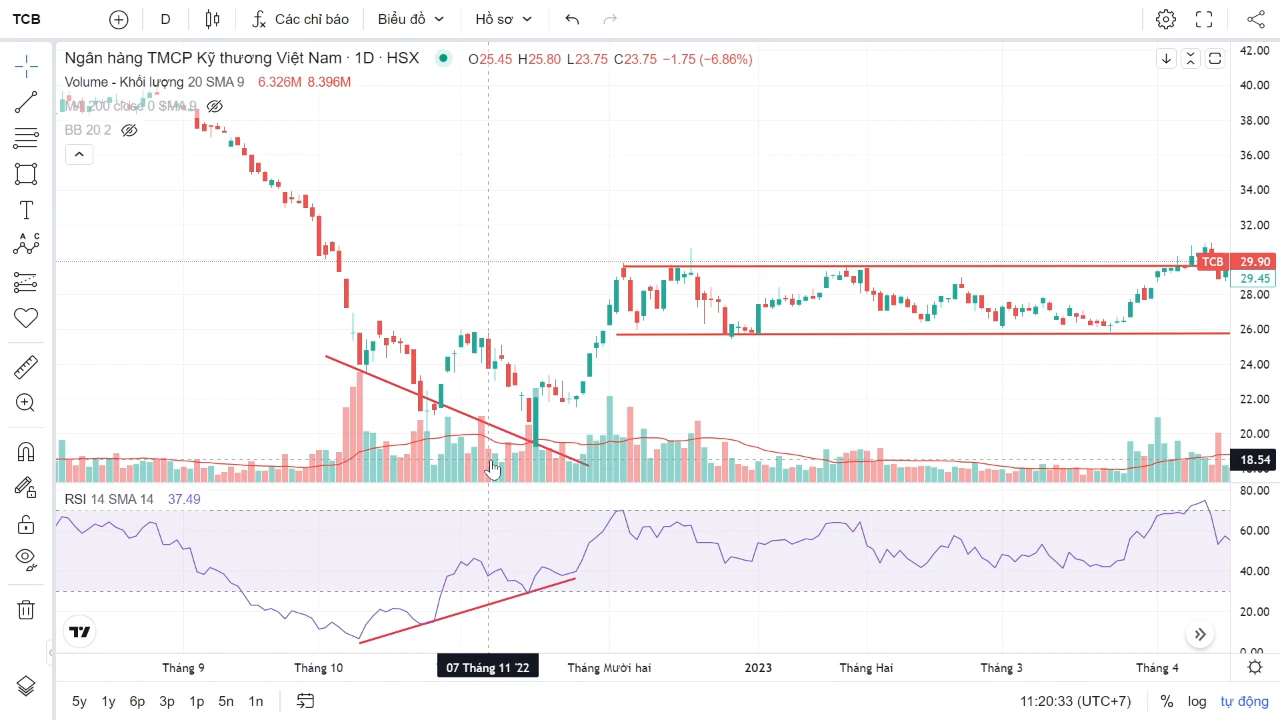 TCB D Các chỉ báo Biểu đồ Hồ sơ
Ngân hàng TMCP Kỹ thương Việt Nam · 1D · HSX O25.45 H25.80 L23.75 C23.75 −1.75 (−6.86%)
Volume - Khối lượng 20 SMA 9 6.326M 8.396M
MA 200 close 0 SMA 9
BB 20 2
42.00
40.00
38.00
36.00
34.00
32.00
TCB 29.90
29.45
28.00
26.00
24.00
22.00
20.00
18.54
RSI 14 SMA 14 37.49
80.00
60.00
40.00
20.00
0.00
Tháng 9 Tháng 10 07 Tháng 11 '22 Tháng Mười hai 2023 Tháng Hai Tháng 3 Tháng 4
5y 1y 6p 3p 1p 5n 1n 11:20:33 (UTC+7) % log tự động